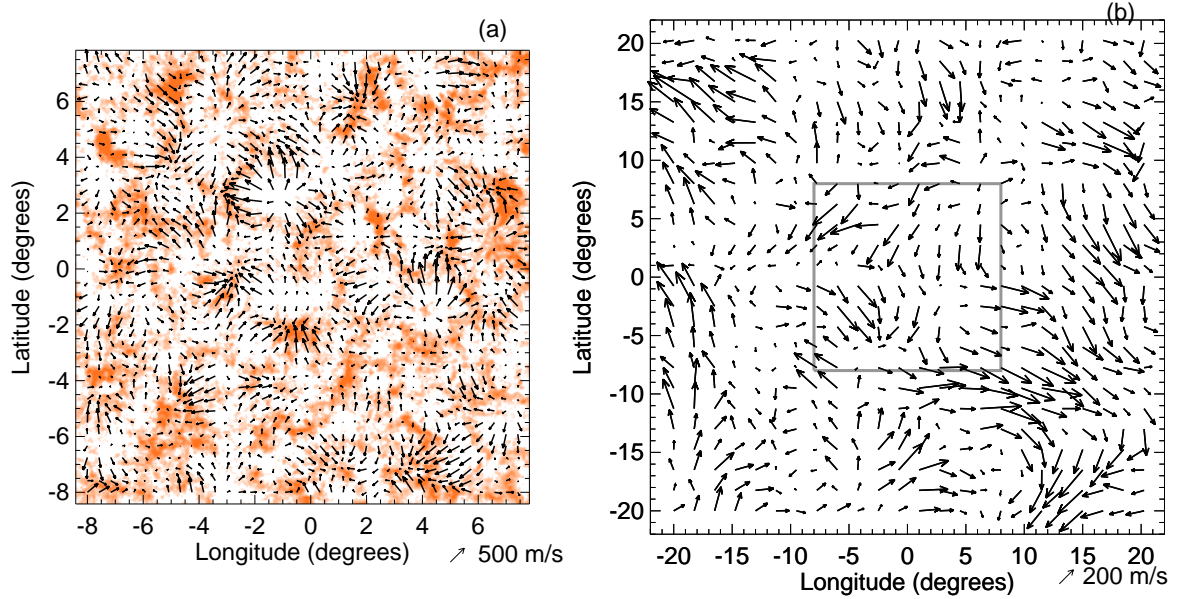 (a)
6
4
2
0
-2
-4
-6
-8
Latitude (degrees)
-8 -6 -4 -2 0 2 4 6
Longitude (degrees)
500 m/s
(b)
20
15
10
5
0
-5
-10
-15
-20
Latitude (degrees)
-20 -15 -10 -5 0 5 10 15 20
Longitude (degrees)
200 m/s